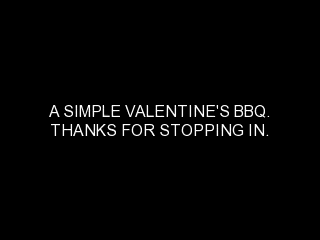 A SIMPLE VALENTINE'S BBQ.
THANKS FOR STOPPING IN.